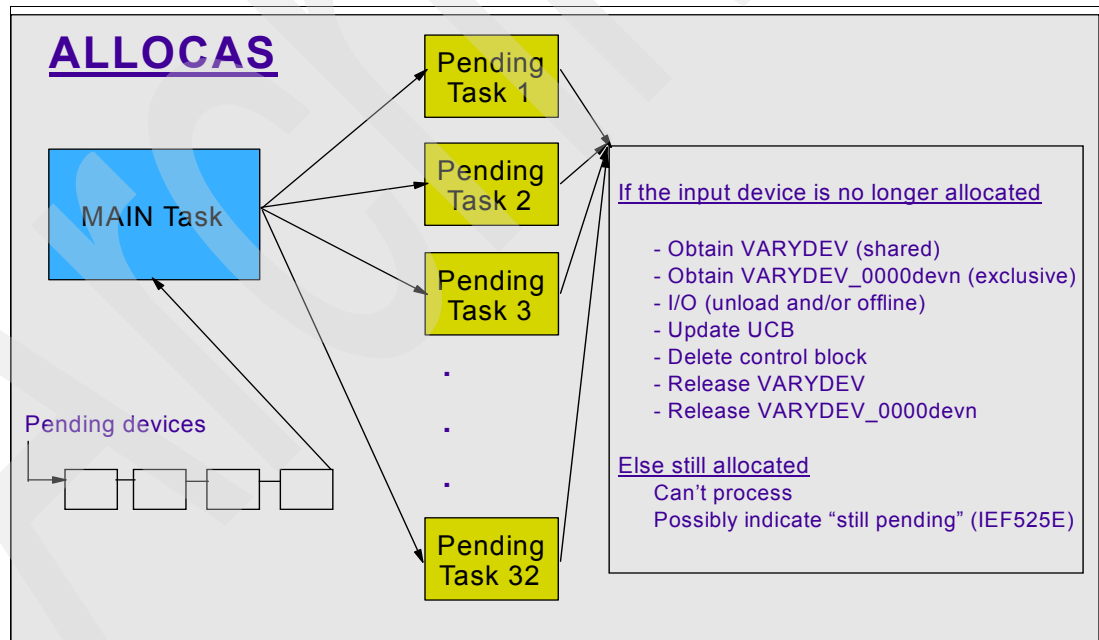 ALLOCAS
Pending
Task 1
Pending
Task 2
MAIN Task
Pending
Task 3
.
.
.
Pending
Task 32
Pending devices
If the input device is no longer allocated
- Obtain VARYDEV (shared)
- Obtain VARYDEV_0000devn (exclusive)
- I/O (unload and/or offline)
- Update UCB
- Delete control block
- Release VARYDEV
- Release VARYDEV_0000devn
Else still allocated
Can't process
Possibly indicate “still pending” (IEF525E)